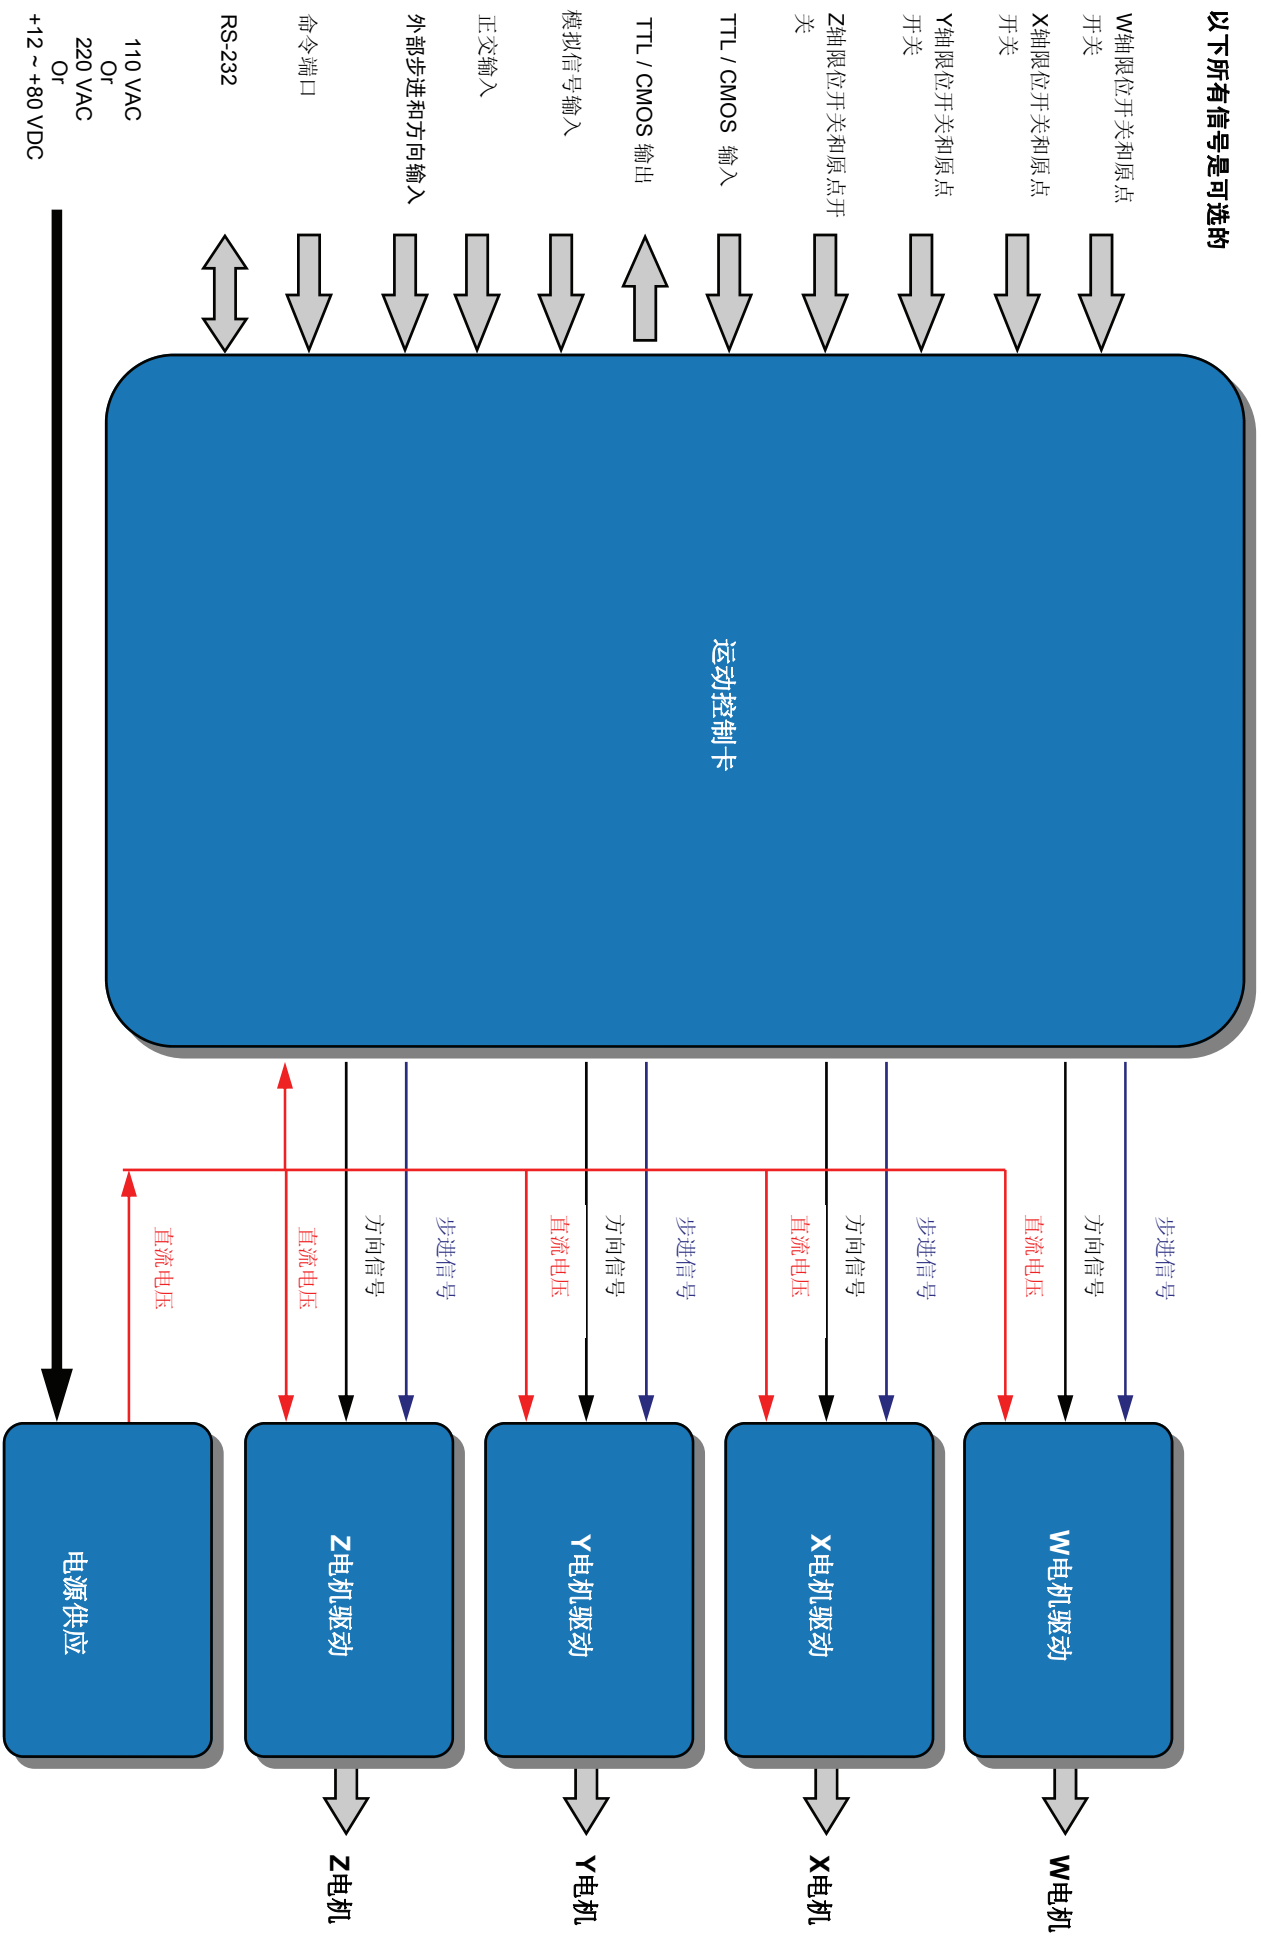 以下所有信号是可选的
W轴限位开关和原点
开关
X轴限位开关和原点
开关
Y轴限位开关和原点
开关
Z轴限位开关和原点开
关
TTL / CMOS 输入
TTL / CMOS 输出
模拟信号输入
正交输入
外部步进和方向输入
命令端口
RS-232
110 VAC
Or
220 VAC
Or
+12 ~ +80 VDC
运动控制卡
步进信号
方向信号
直流电压
步进信号
方向信号
直流电压
步进信号
方向信号
直流电压
步进信号
方向信号
直流电压
直流电压
W电机驱动
X电机驱动
Y电机驱动
Z电机驱动
电源供应
W电机
X电机
Y电机
Z电机